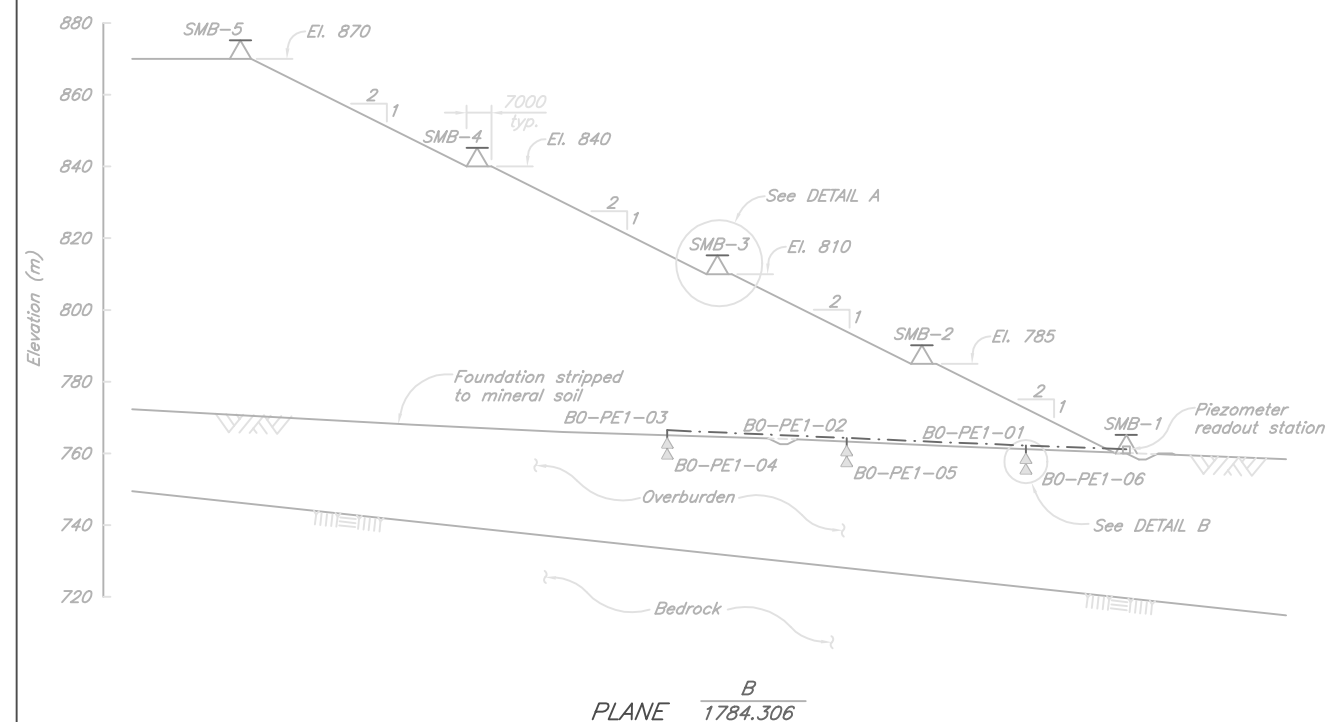 880
SMB-5
El. 870
860
2
1
7000
typ.
SMB-4
El. 840
840
2
1
See DETAIL A
820
SMB-3
El. 810
Elevation (m)
800
2
1
SMB-2
El. 785
780
Foundation stripped
to mineral soil
2
1
B0-PE1-03
B0-PE1-02
B0-PE1-01
SMB-1
Piezometer
readout station
760
B0-PE1-04
B0-PE1-05
B0-PE1-06
Overburden
See DETAIL B
740
720
Bedrock
PLANE
B
1784.306